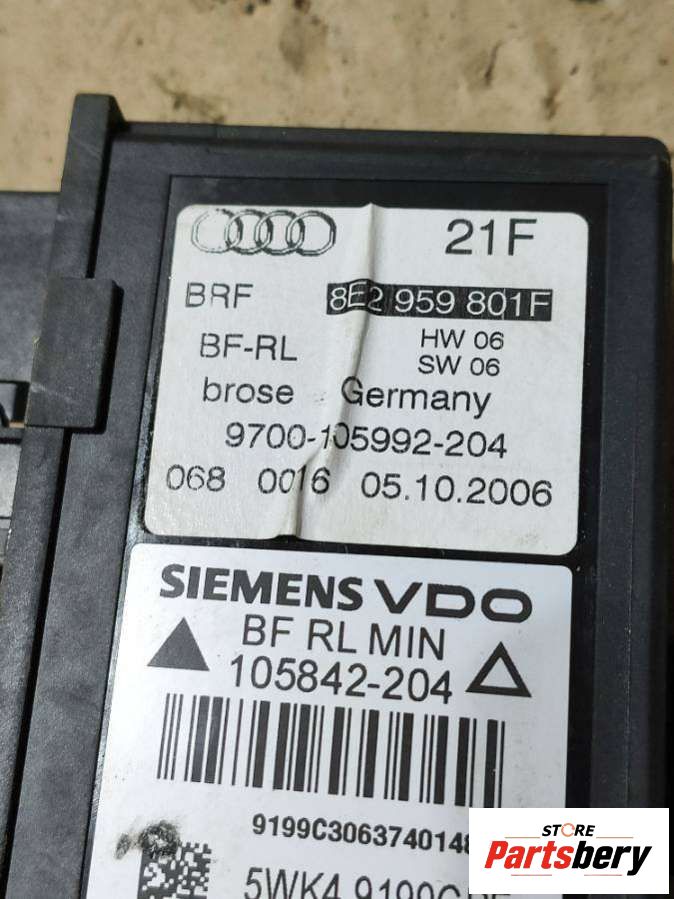 21F
BRF 8E2 959 801F
BF-RL HW 06
SW 06
brose Germany
9700-105992-204
068 0016 05.10.2006
SIEMENS VDO
BF RL MIN
105842-204
STORE
Partsbery